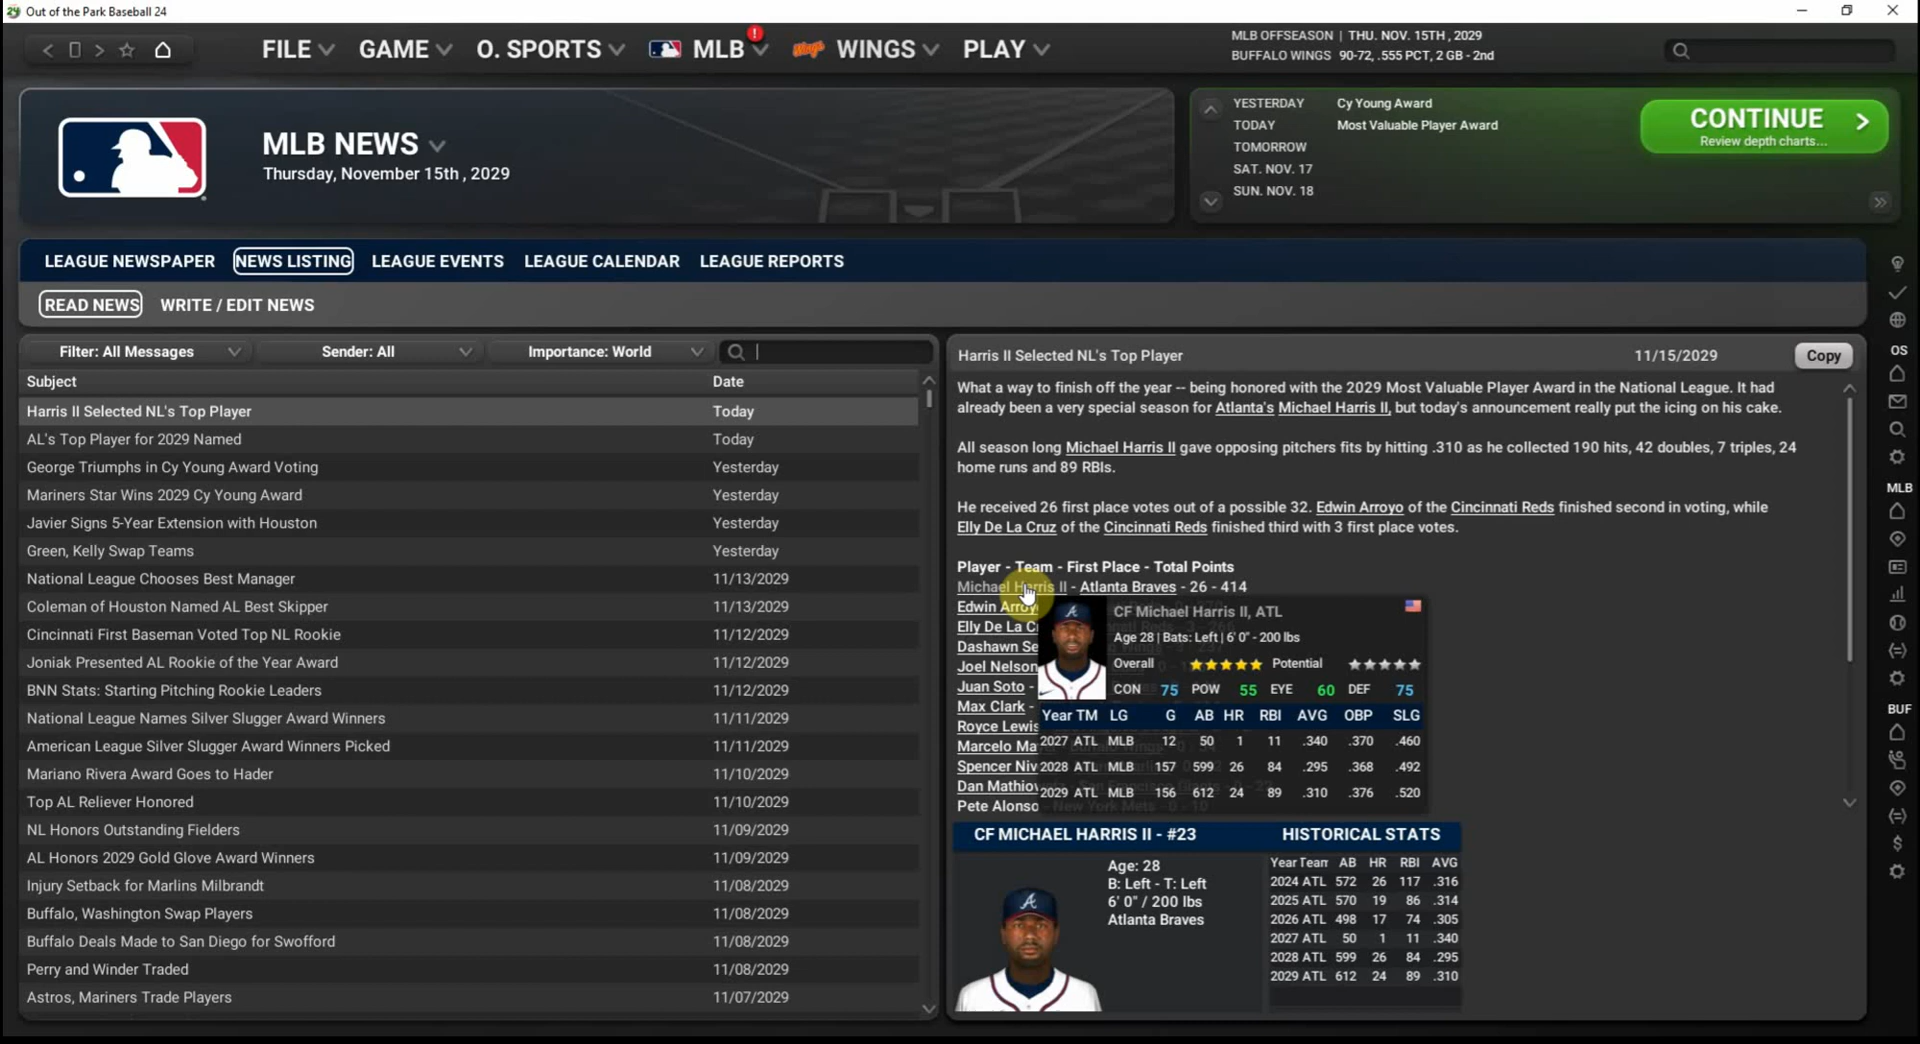 Out of the Park Baseball 24
FILE GAME O. SPORTS MLB ! WINGS PLAY
MLB OFFSEASON | THU. NOV. 15TH, 2029
BUFFALO WINGS 90-72, .555 PCT, 2 GB - 2nd
MLB NEWS
Thursday, November 15th, 2029
YESTERDAY Cy Young Award
TODAY Most Valuable Player Award
TOMORROW
SAT. NOV. 17
SUN. NOV. 18
CONTINUE
Review depth charts...
LEAGUE NEWSPAPER NEWS LISTING LEAGUE EVENTS LEAGUE CALENDAR LEAGUE REPORTS
READ NEWS WRITE / EDIT NEWS
Filter: All Messages Sender: All Importance: World
Subject Date
Harris II Selected NL's Top Player Today
AL's Top Player for 2029 Named Today
George Triumphs in Cy Young Award Voting Yesterday
Mariners Star Wins 2029 Cy Young Award Yesterday
Javier Signs 5-Year Extension with Houston Yesterday
Green, Kelly Swap Teams Yesterday
National League Chooses Best Manager 11/13/2029
Coleman of Houston Named AL Best Skipper 11/13/2029
Cincinnati First Baseman Voted Top NL Rookie 11/12/2029
Joniak Presented AL Rookie of the Year Award 11/12/2029
BNN Stats: Starting Pitching Rookie Leaders 11/12/2029
National League Names Silver Slugger Award Winners 11/11/2029
American League Silver Slugger Award Winners Picked 11/11/2029
Mariano Rivera Award Goes to Hader 11/10/2029
Top AL Reliever Honored 11/10/2029
NL Honors Outstanding Fielders 11/09/2029
AL Honors 2029 Gold Glove Award Winners 11/09/2029
Injury Setback for Marlins Milbrandt 11/08/2029
Buffalo, Washington Swap Players 11/08/2029
Buffalo Deals Made to San Diego for Swofford 11/08/2029
Perry and Winder Traded 11/08/2029
Astros, Mariners Trade Players 11/07/2029
Harris II Selected NL's Top Player 11/15/2029 Copy
What a way to finish off the year -- being honored with the 2029 Most Valuable Player Award in the National League. It had
already been a very special season for Atlanta's Michael Harris II, but today's announcement really put the icing on his cake.
All season long Michael Harris II gave opposing pitchers fits by hitting .310 as he collected 190 hits, 42 doubles, 7 triples, 24
home runs and 89 RBIs.
He received 26 first place votes out of a possible 32. Edwin Arroyo of the Cincinnati Reds finished second in voting, while
Elly De La Cruz of the Cincinnati Reds finished third with 3 first place votes.
Player - Team - First Place - Total Points
Michael Harris II - Atlanta Braves - 26 - 414
Edwin Arroy
Elly De La C
Dashawn Se
Joel Nelson
Juan Soto -
Max Clark -
Royce Lewis
Marcelo Ma
Spencer Niv
Dan Mathiov
Pete Alonso - New York Mets - 0 - 10
CF Michael Harris II, ATL
Age 28 | Bats: Left | 6' 0" - 200 lbs
Overall Potential
CON 75 POW 55 EYE 60 DEF 75
Year TM LG G AB HR RBI AVG OBP SLG
2027 ATL MLB 12 50 1 11 .340 .370 .460
2028 ATL MLB 157 599 26 84 .295 .368 .492
2029 ATL MLB 156 612 24 89 .310 .376 .520
CF MICHAEL HARRIS II - #23
Age: 28
B: Left - T: Left
6' 0" / 200 lbs
Atlanta Braves
HISTORICAL STATS
Year Team AB HR RBI AVG
2024 ATL 572 26 117 .316
2025 ATL 570 19 86 .314
2026 ATL 498 17 74 .305
2027 ATL 50 1 11 .340
2028 ATL 599 26 84 .295
2029 ATL 612 24 89 .310
OS
MLB
BUF